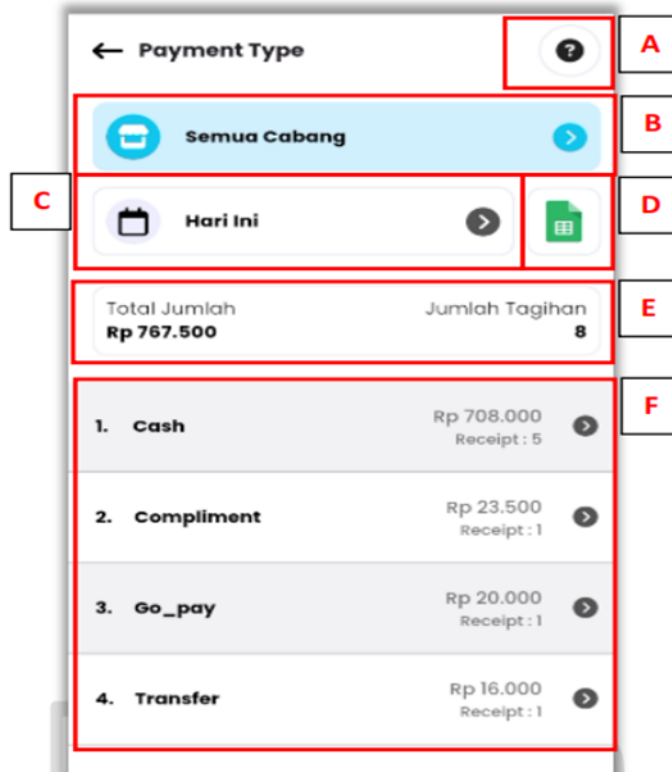 ← Payment Type
?
A
Semua Cabang
B
C
Hari Ini
D
Total Jumlah
Jumlah Tagihan
Rp 767.500
8
E
F
1. Cash
Rp 708.000
Receipt : 5
2. Compliment
Rp 23.500
Receipt : 1
3. Go_pay
Rp 20.000
Receipt : 1
4. Transfer
Rp 16.000
Receipt : 1